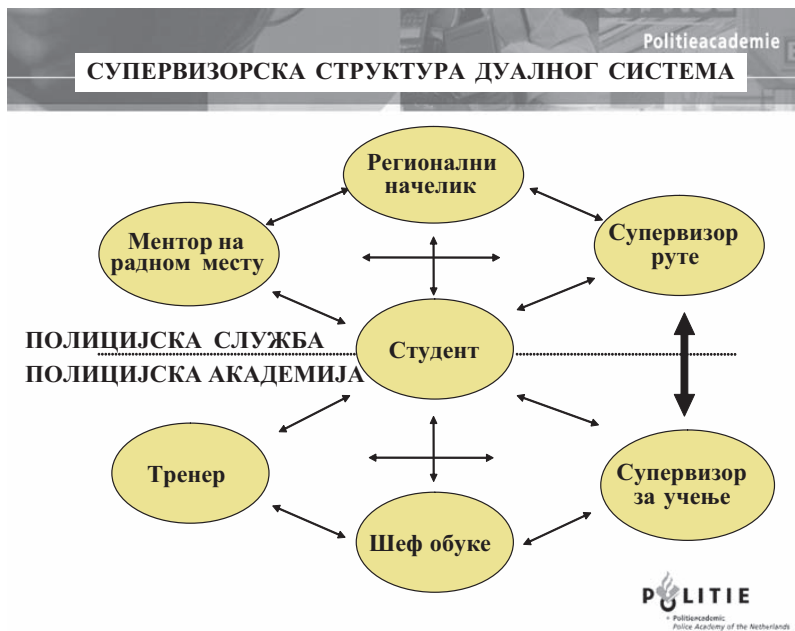 Politieacademie
СУПЕРВИЗОРСКА СТРУКТУРА ДУАЛНОГ СИСТЕМА
Регионални
начелик
Ментор на
радном месту
Супервизор
руте
ПОЛИЦИЈСКА СЛУЖБА
Студент
ПОЛИЦИЈСКА АКАДЕМИЈА
Тренер
Супервизор
за учење
Шеф обуке
POLITIE
Politieacademie
Police Academy of the Netherlands